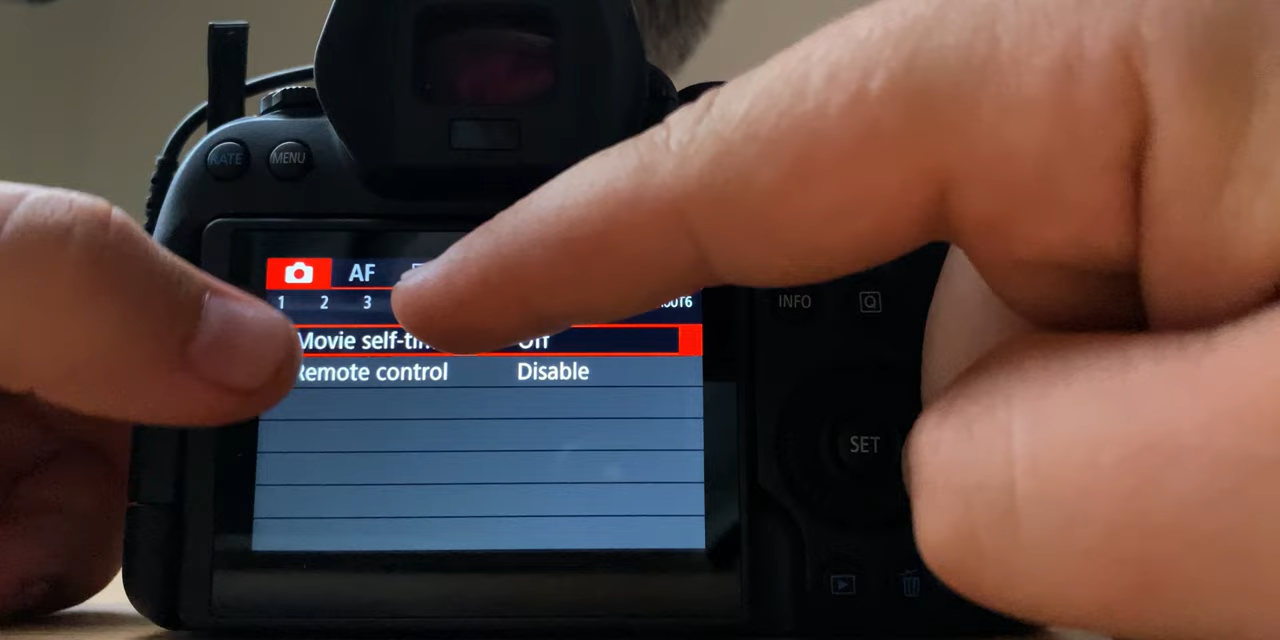 RATE MENU
AF
1 2 3
INFO Q
Movie self-ti Off
Remote control Disable
SET